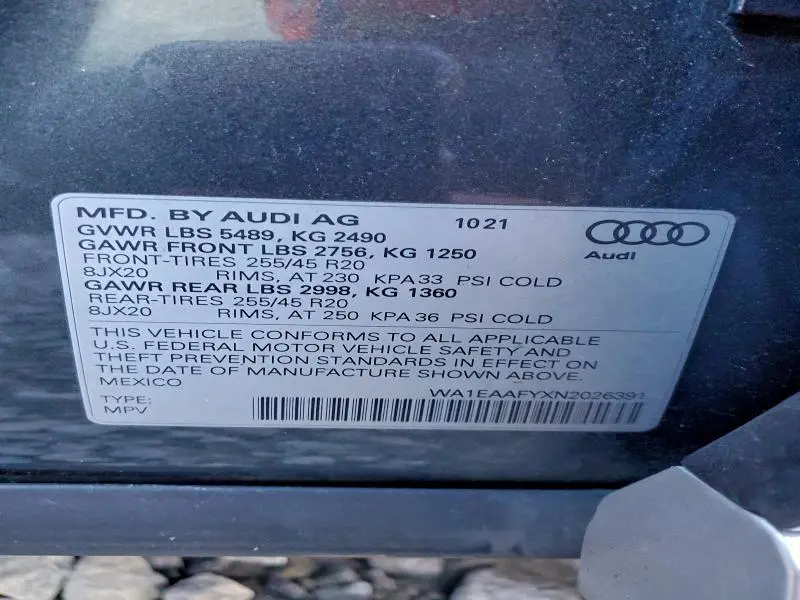 MFD. BY AUDI AG 1021
GVWR LBS 5489, KG 2490
GAWR FRONT LBS 2756, KG 1250
FRONT-TIRES 255/45 R20
8JX20 RIMS, AT 230 KPA33 PSI COLD
GAWR REAR LBS 2998, KG 1360
REAR-TIRES 255/45 R20
8JX20 RIMS, AT 250 KPA 36 PSI COLD
Audi
THIS VEHICLE CONFORMS TO ALL APPLICABLE
U.S. FEDERAL MOTOR VEHICLE SAFETY AND
THEFT PREVENTION STANDARDS IN EFFECT ON
THE DATE OF MANUFACTURE SHOWN ABOVE.
MEXICO
WA1EAAFYXN2026391
TYPE:
MPV